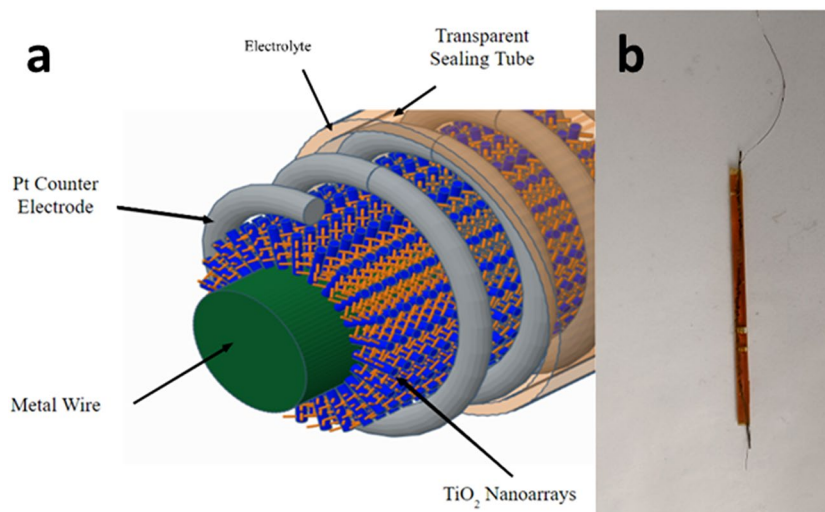 a
Electrolyte
Transparent
Sealing Tube
b
Pt Counter
Electrode
Metal Wire
TiO₂ Nanoarrays